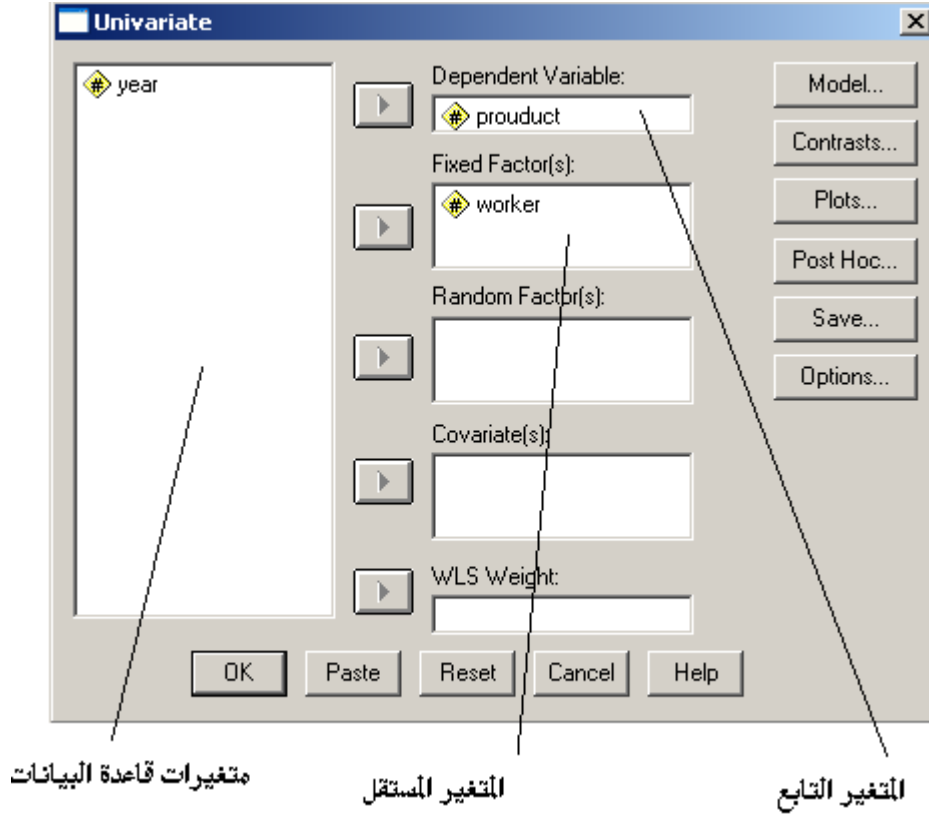 Univariate
year
Dependent Variable:
prouduct
Fixed Factor(s):
worker
Random Factor(s):
Covariate(s):
WLS Weight:
Model...
Contrasts...
Plots...
Post Hoc...
Save...
Options...
OK
Paste
Reset
Cancel
Help
متغيرات قاعدة البيانات
المتغير المستقل
المتغير التابع